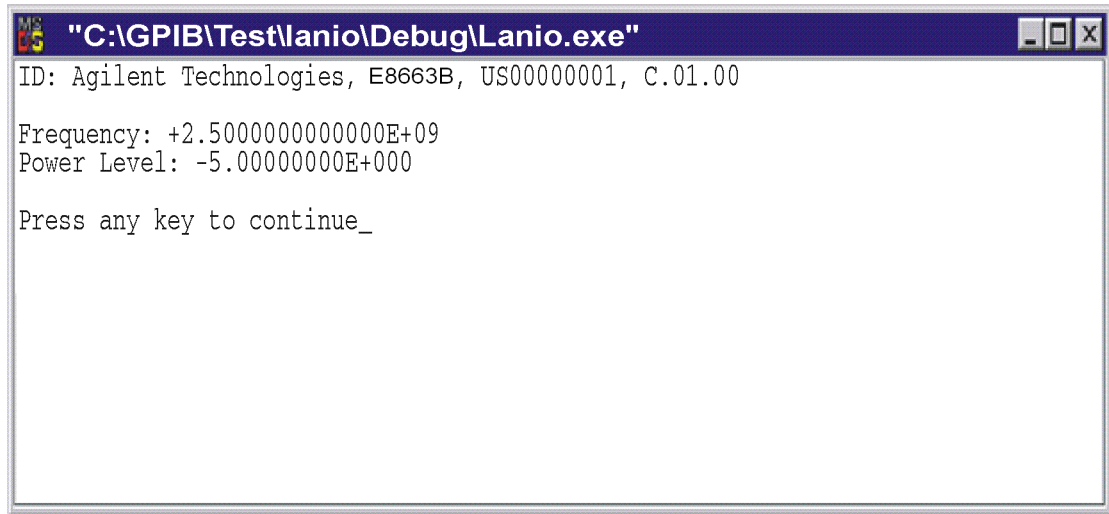 "C:\GPIB\Test\lanio\Debug\Lanio.exe"
ID: Agilent Technologies, E8663B, US00000001, C.01.00
Frequency: +2.5000000000000E+09
Power Level: -5.00000000E+000
Press any key to continue_